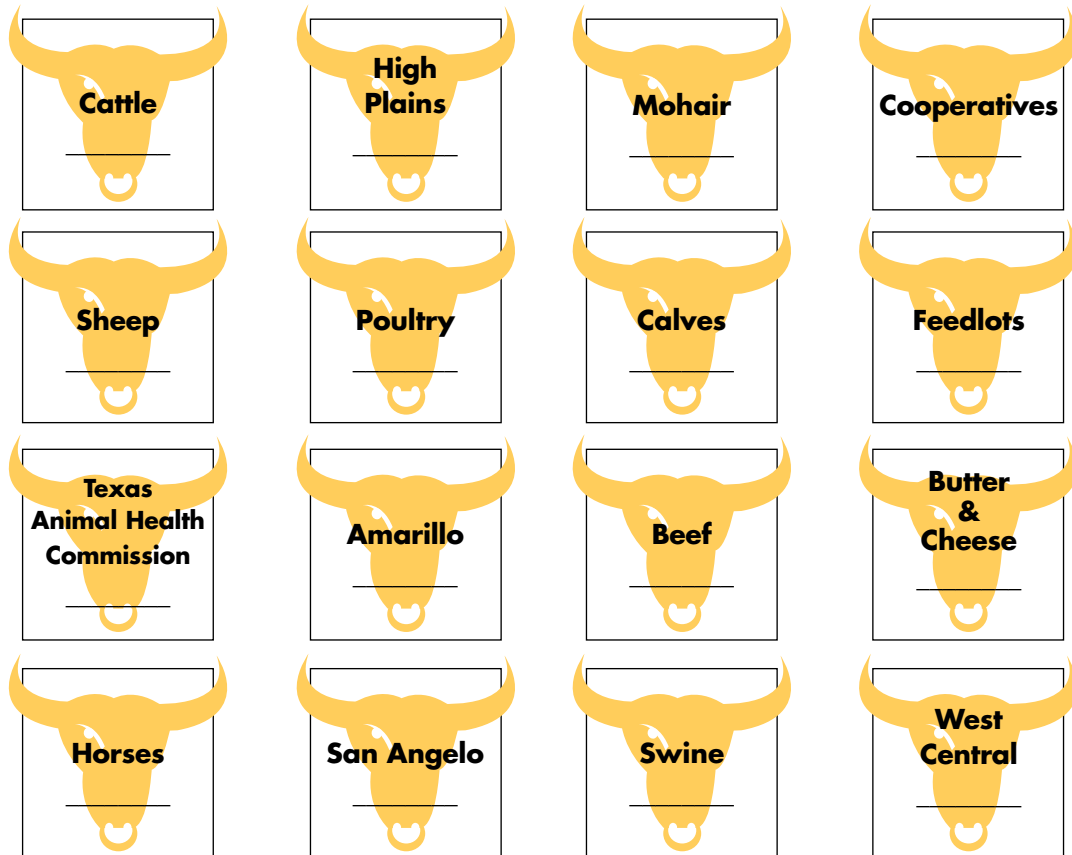 Cattle
High
Plains
Mohair
Cooperatives
Sheep
Poultry
Calves
Feedlots
Texas
Animal Health
Commission
Amarillo
Beef
Butter
&
Cheese
Horses
San Angelo
Swine
West
Central